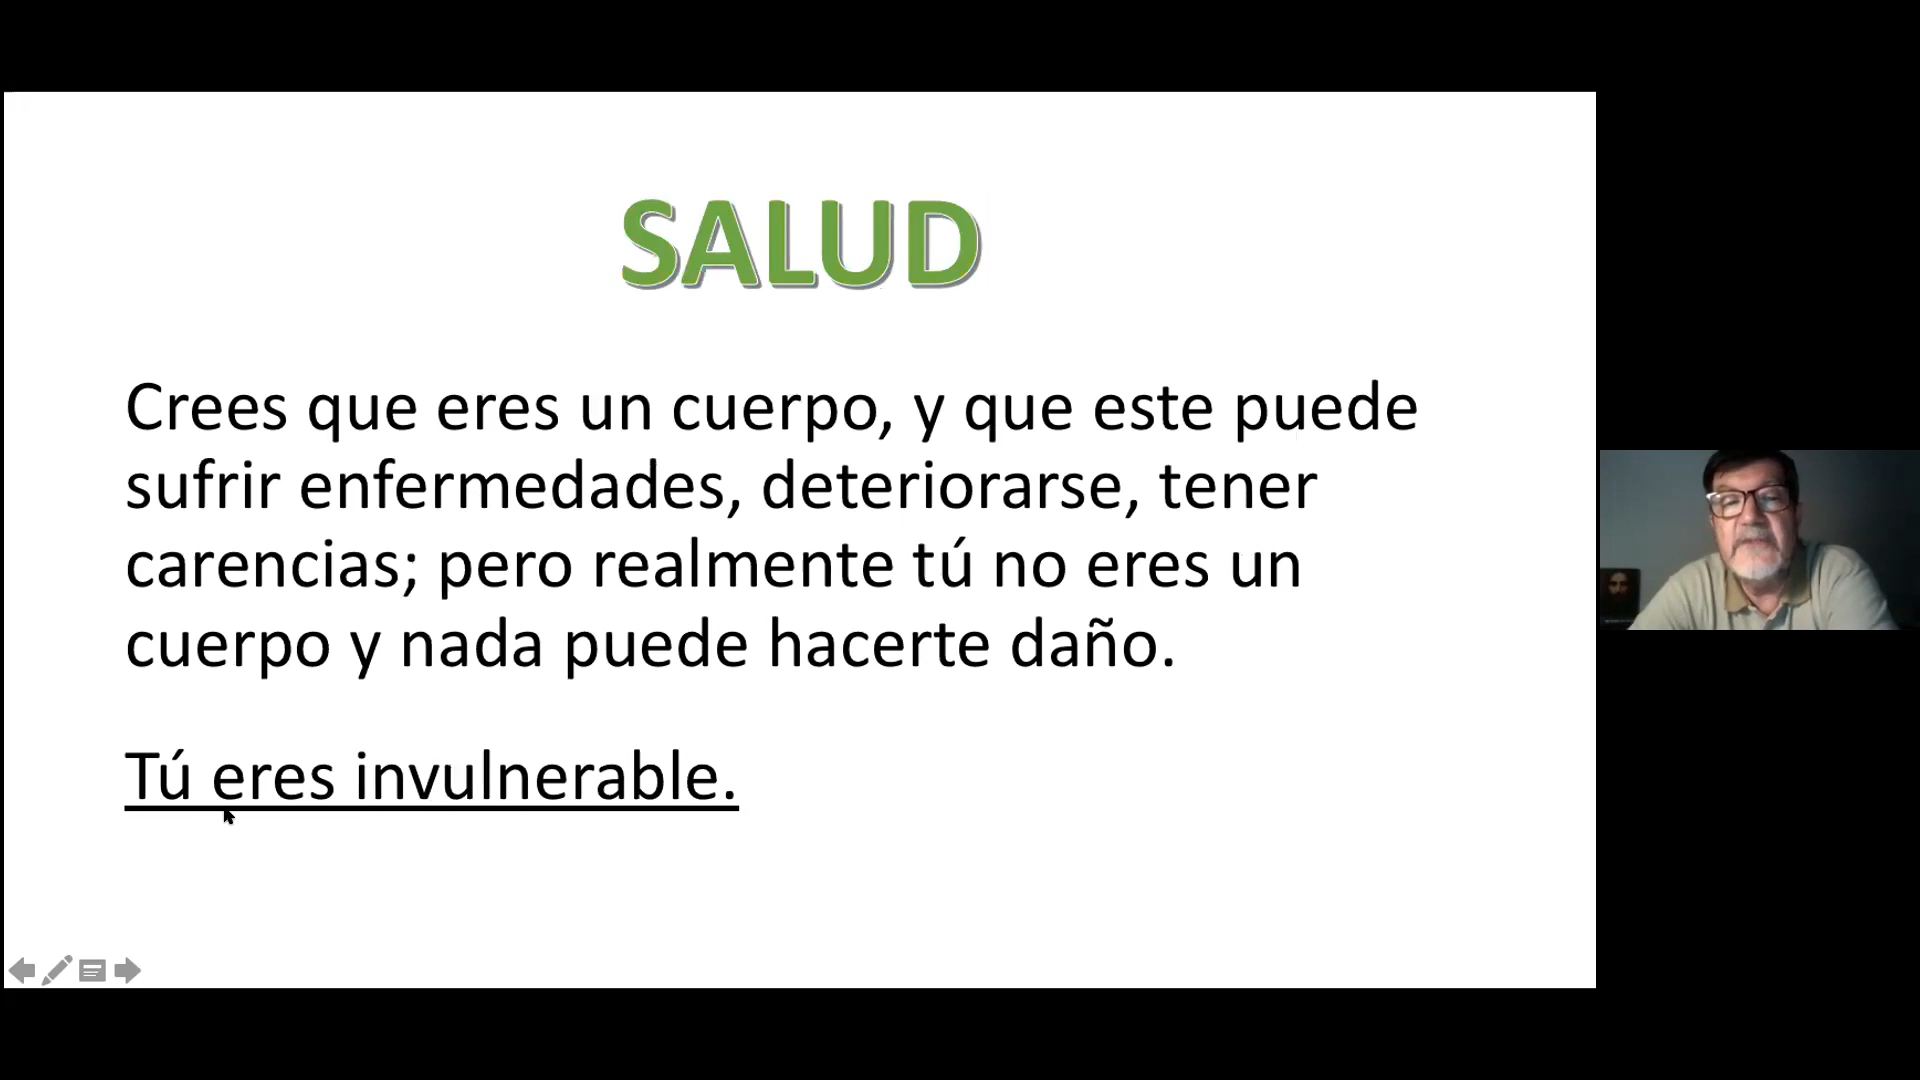 SALUD
Crees que eres un cuerpo, y que este puede
sufrir enfermedades, deteriorarse, tener
carencias; pero realmente tú no eres un
cuerpo y nada puede hacerte daño.
Tú eres invulnerable.